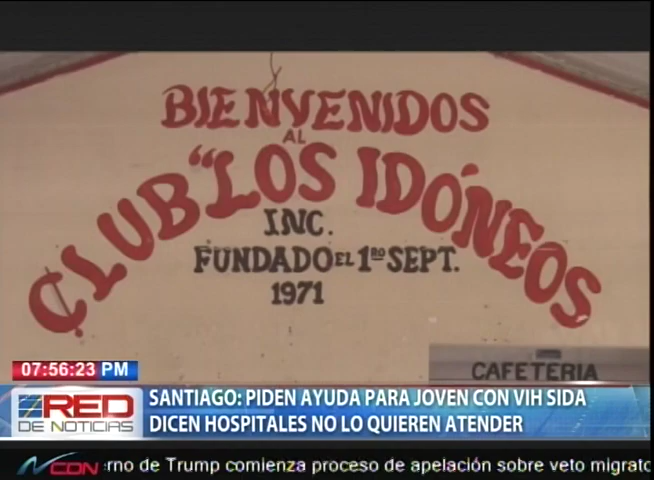 BIENVENIDOS
AL
CLUB "LOS IDÓNEOS
INC.
FUNDADO EL 1RO SEPT.
1971
CAFETERIA
07:56:23 PM
RED
DE NOTICIAS
SANTIAGO: PIDEN AYUDA PARA JOVEN CON VIH SIDA
DICEN HOSPITALES NO LO QUIEREN ATENDER
CDN rno de Trump comienza proceso de apelación sobre veto migrato